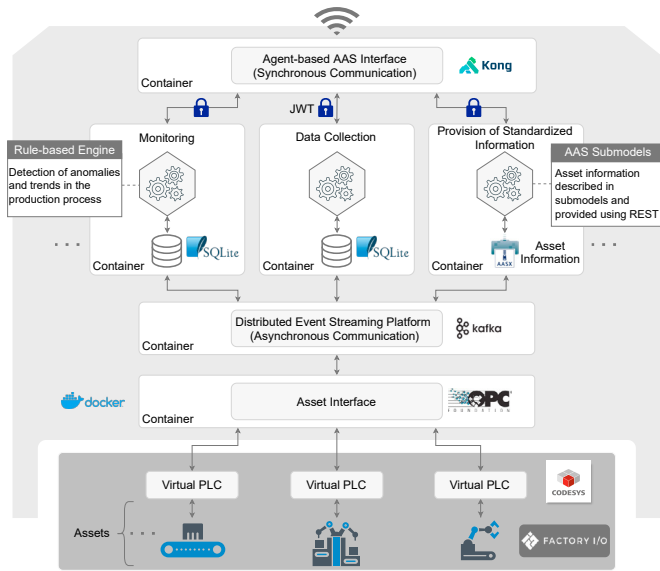 Agent-based AAS Interface
(Synchronous Communication)
Kong
Container
JWT
Monitoring
Data Collection
Provision of Standardized
Information
Rule-based Engine
Detection of anomalies
and trends in the
production process
AAS Submodels
Asset information
described in
submodels and
provided using REST
SQLite
Container
SQLite
Container
AASX
Asset
Information
Container
Distributed Event Streaming Platform
(Asynchronous Communication)
kafka
Container
docker
Asset Interface
OPC
FOUNDATION
Container
Virtual PLC
Virtual PLC
Virtual PLC
CODESYS
Assets
FACTORY I/O